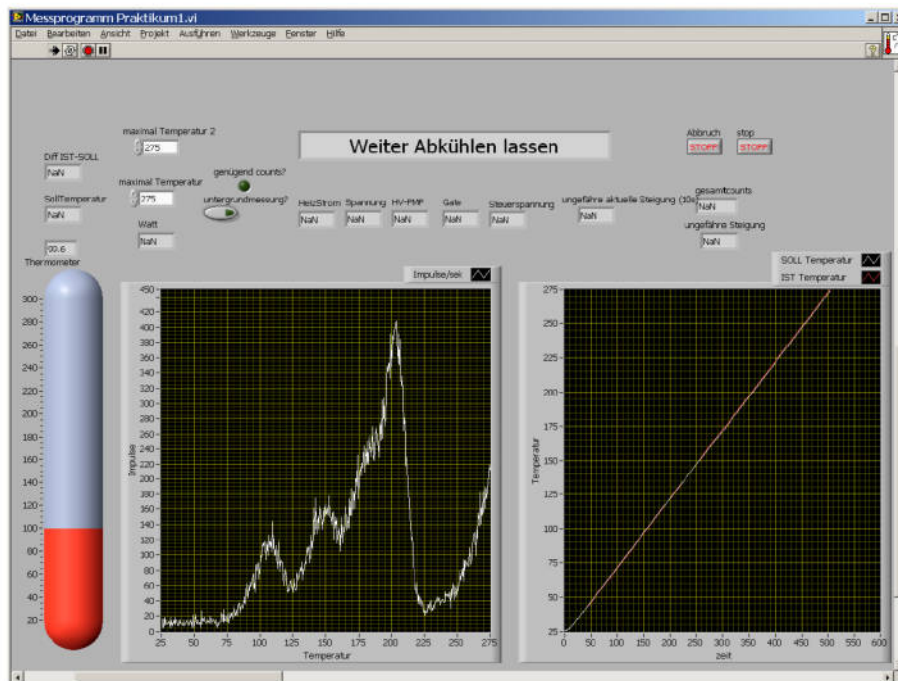 Messprogramm Praktikum1.vi
Datei Bearbeiten Ansicht Projekt Ausführen Werkzeuge Fenster Hilfe
maximal Temperatur 2
275
Weiter Abkühlen lassen
Abbruch
STOPP
stop
STOPP
Diff IST-SOLL
NaN
maximal Temperatur
275
genügend counts?
untergrundmessung?
SollTemperatur
NaN
Watt
NaN
HeizStrom
NaN
Spannung
NaN
HV-PMP
NaN
Gate
NaN
Steuerspannung
NaN
ungefähre aktuelle Steigung (10s)
NaN
gesamtcounts
NaN
ungefähre Steigung
NaN
99.6
Thermometer
300
280
260
240
220
200
180
160
140
120
100
80
60
40
20
Impulse/sek
450
400
380
360
340
320
300
280
260
240
220
200
180
160
140
120
100
80
60
40
20
0
Impulse
25 50 75 100 125 150 175 200 225 250 275
Temperatur
SOLL Temperatur
IST Temperatur
275
250
225
200
175
150
125
100
75
50
25
Temperatur
0 50 100 150 200 250 300 350 400 450 500 550 600
zeit